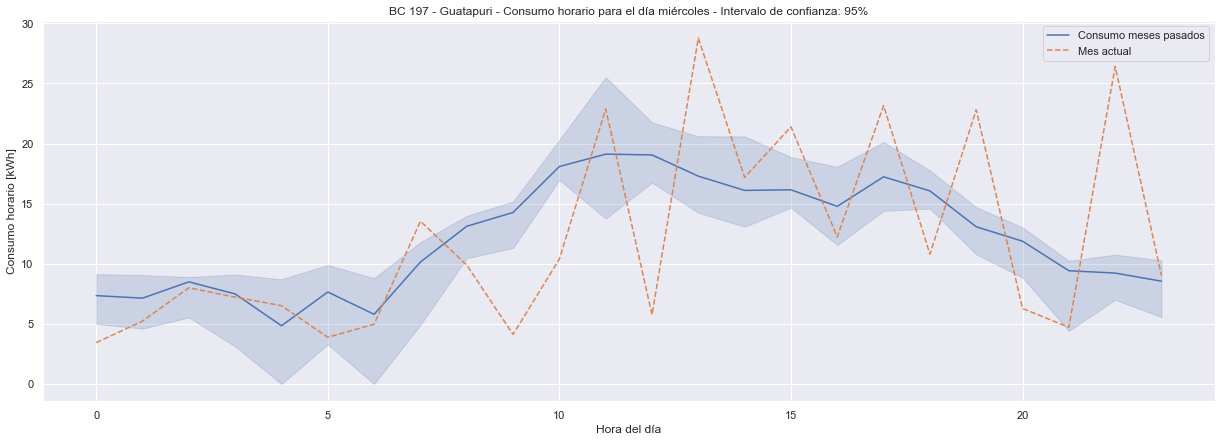 BC 197 - Guatapuri - Consumo horario para el día miércoles - Intervalo de confianza: 95%
Consumo meses pasados
Mes actual
Consumo horario [kWh]
30
25
20
15
10
5
0
0 5 10 15 20
Hora del día